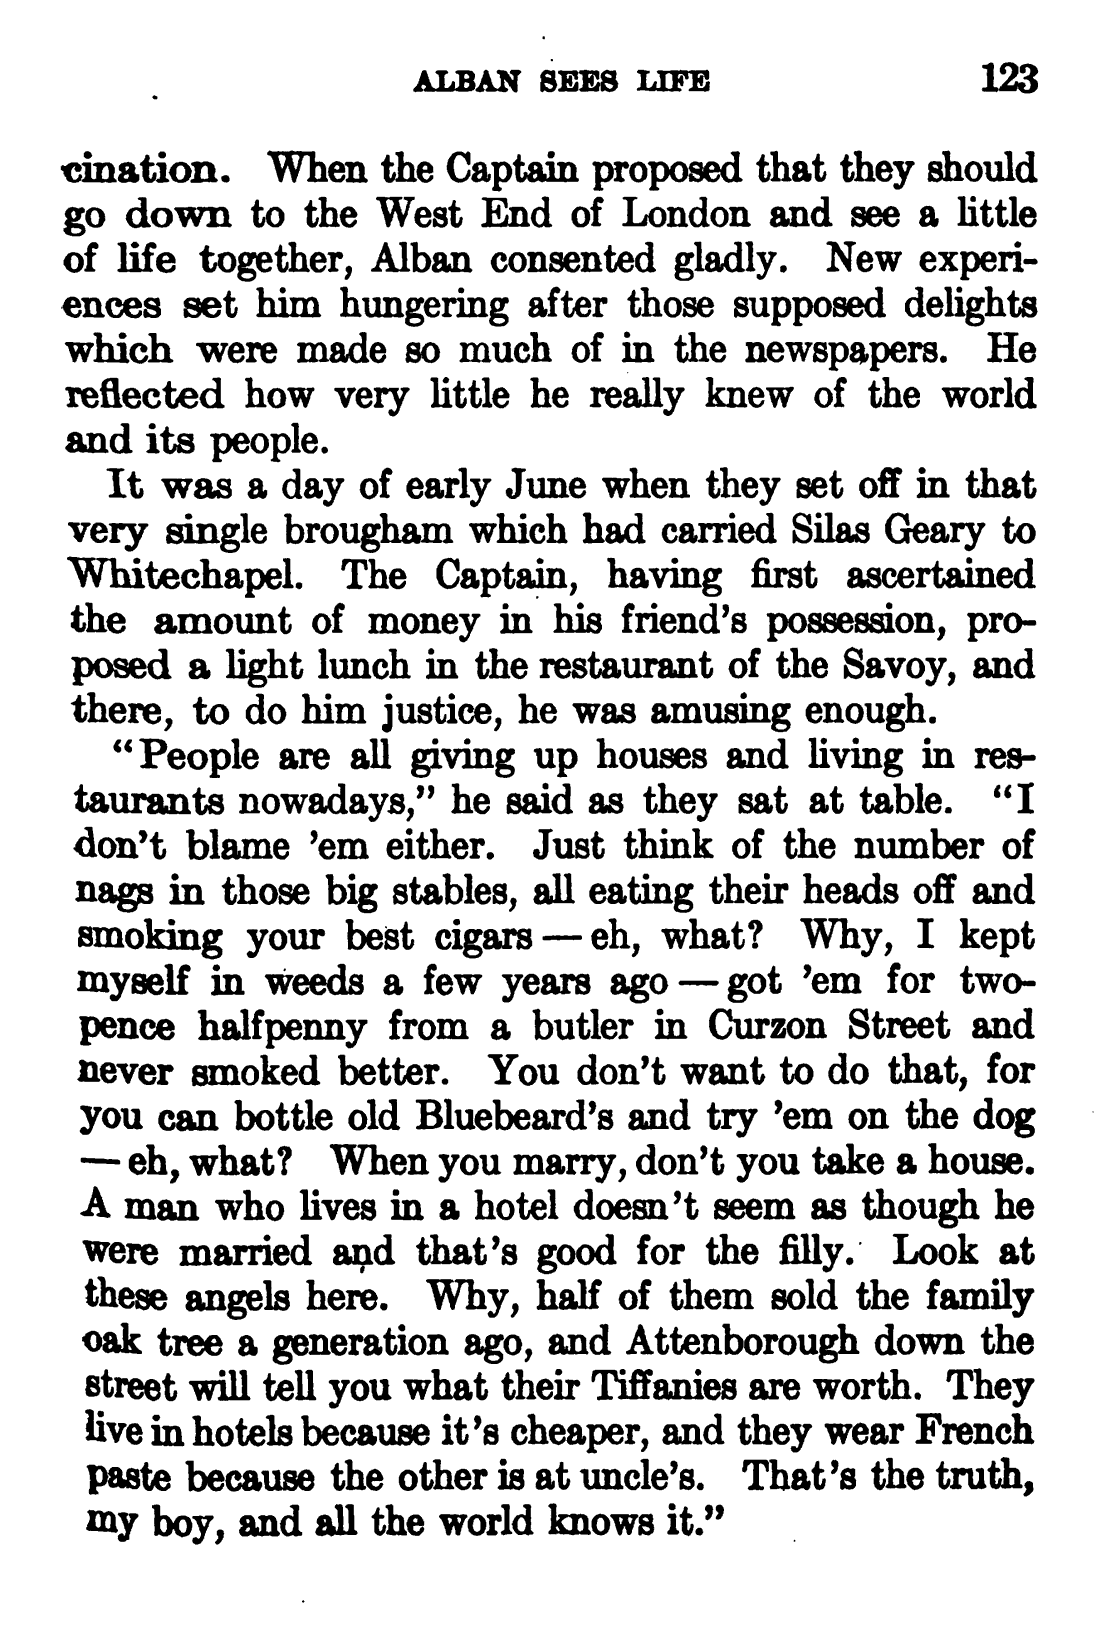 ALBAN SEES LIFE 123
cination. When the Captain proposed that they should
go down to the West End of London and see a little
of life together, Alban consented gladly. New experi-
ences set him hungering after those supposed delights
which were made so much of in the newspapers. He
reflected how very little he really knew of the world
and its people.
It was a day of early June when they set off in that
very single brougham which had carried Silas Geary to
Whitechapel. The Captain, having first ascertained
the amount of money in his friend's possession, pro-
posed a light lunch in the restaurant of the Savoy, and
there, to do him justice, he was amusing enough.
"People are all giving up houses and living in res-
taurants nowadays," he said as they sat at table. "I
don't blame 'em either. Just think of the number of
nags in those big stables, all eating their heads off and
smoking your best cigars — eh, what? Why, I kept
myself in weeds a few years ago — got 'em for two-
pence halfpenny from a butler in Curzon Street and
never smoked better. You don't want to do that, for
you can bottle old Bluebeard's and try 'em on the dog
— eh, what? When you marry, don't you take a house.
A man who lives in a hotel doesn't seem as though he
were married and that's good for the filly. Look at
these angels here. Why, half of them sold the family
oak tree a generation ago, and Attenborough down the
street will tell you what their Tiffanies are worth. They
live in hotels because it's cheaper, and they wear French
paste because the other is at uncle's. That's the truth,
my boy, and all the world knows it."